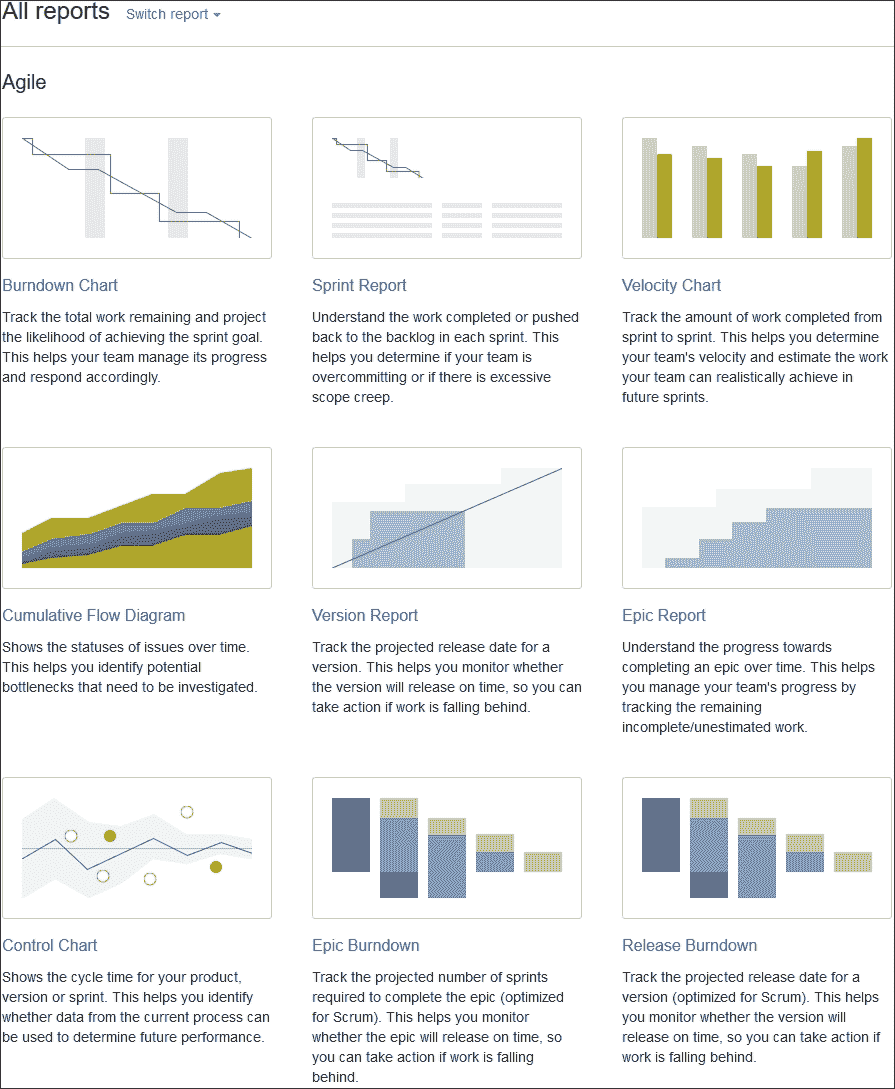 All reports Switch report
Agile
Burndown Chart
Track the total work remaining and project
the likelihood of achieving the sprint goal.
This helps your team manage its progress
and respond accordingly.
Sprint Report
Understand the work completed or pushed
back to the backlog in each sprint. This
helps you determine if your team is
overcommitting or if there is excessive
scope creep.
Velocity Chart
Track the amount of work completed from
sprint to sprint. This helps you determine
your team's velocity and estimate the work
your team can realistically achieve in
future sprints.
Cumulative Flow Diagram
Shows the statuses of issues over time.
This helps you identify potential
bottlenecks that need to be investigated.
Version Report
Track the projected release date for a
version. This helps you monitor whether
the version will release on time, so you can
take action if work is falling behind.
Epic Report
Understand the progress towards
completing an epic over time. This helps
you manage your team's progress by
tracking the remaining
incomplete/unestimated work.
Control Chart
Shows the cycle time for your product,
version or sprint. This helps you identify
whether data from the current process can
be used to determine future performance.
Epic Burndown
Track the projected number of sprints
required to complete the epic (optimized
for Scrum). This helps you monitor
whether the epic will release on time, so
you can take action if work is falling
behind.
Release Burndown
Track the projected release date for a
version (optimized for Scrum). This helps
you monitor whether the version will
release on time, so you can take action if
work is falling behind.